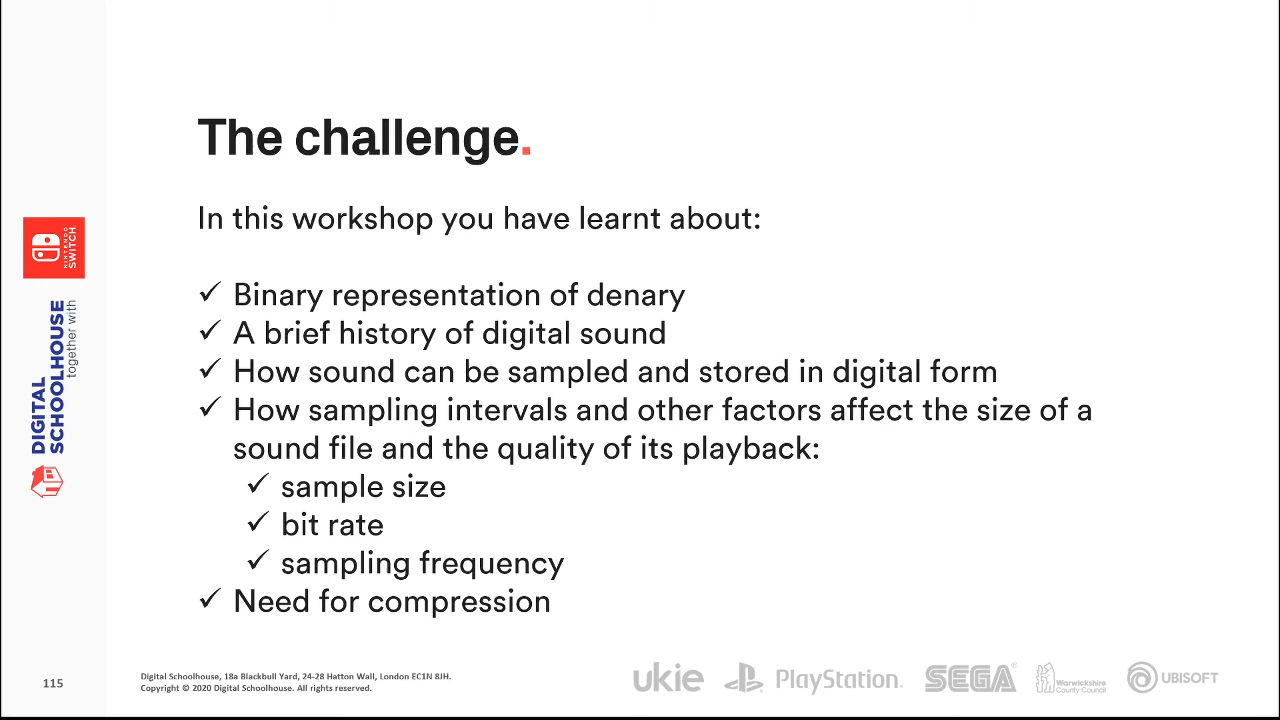 The challenge.
In this workshop you have learnt about:
✓ Binary representation of denary
✓ A brief history of digital sound
✓ How sound can be sampled and stored in digital form
✓ How sampling intervals and other factors affect the size of a
sound file and the quality of its playback:
✓ sample size
✓ bit rate
✓ sampling frequency
✓ Need for compression
NINTENDO
SWITCH
DIGITAL
SCHOOLHOUSE
together with
115
Digital Schoolhouse, 18a Blackbull Yard, 24-28 Hatton Wall, London EC1N 8JH.
Copyright © 2020 Digital Schoolhouse. All rights reserved.
ukie
PlayStation.
SEGA®
Warwickshire
County Council
UBISOFT